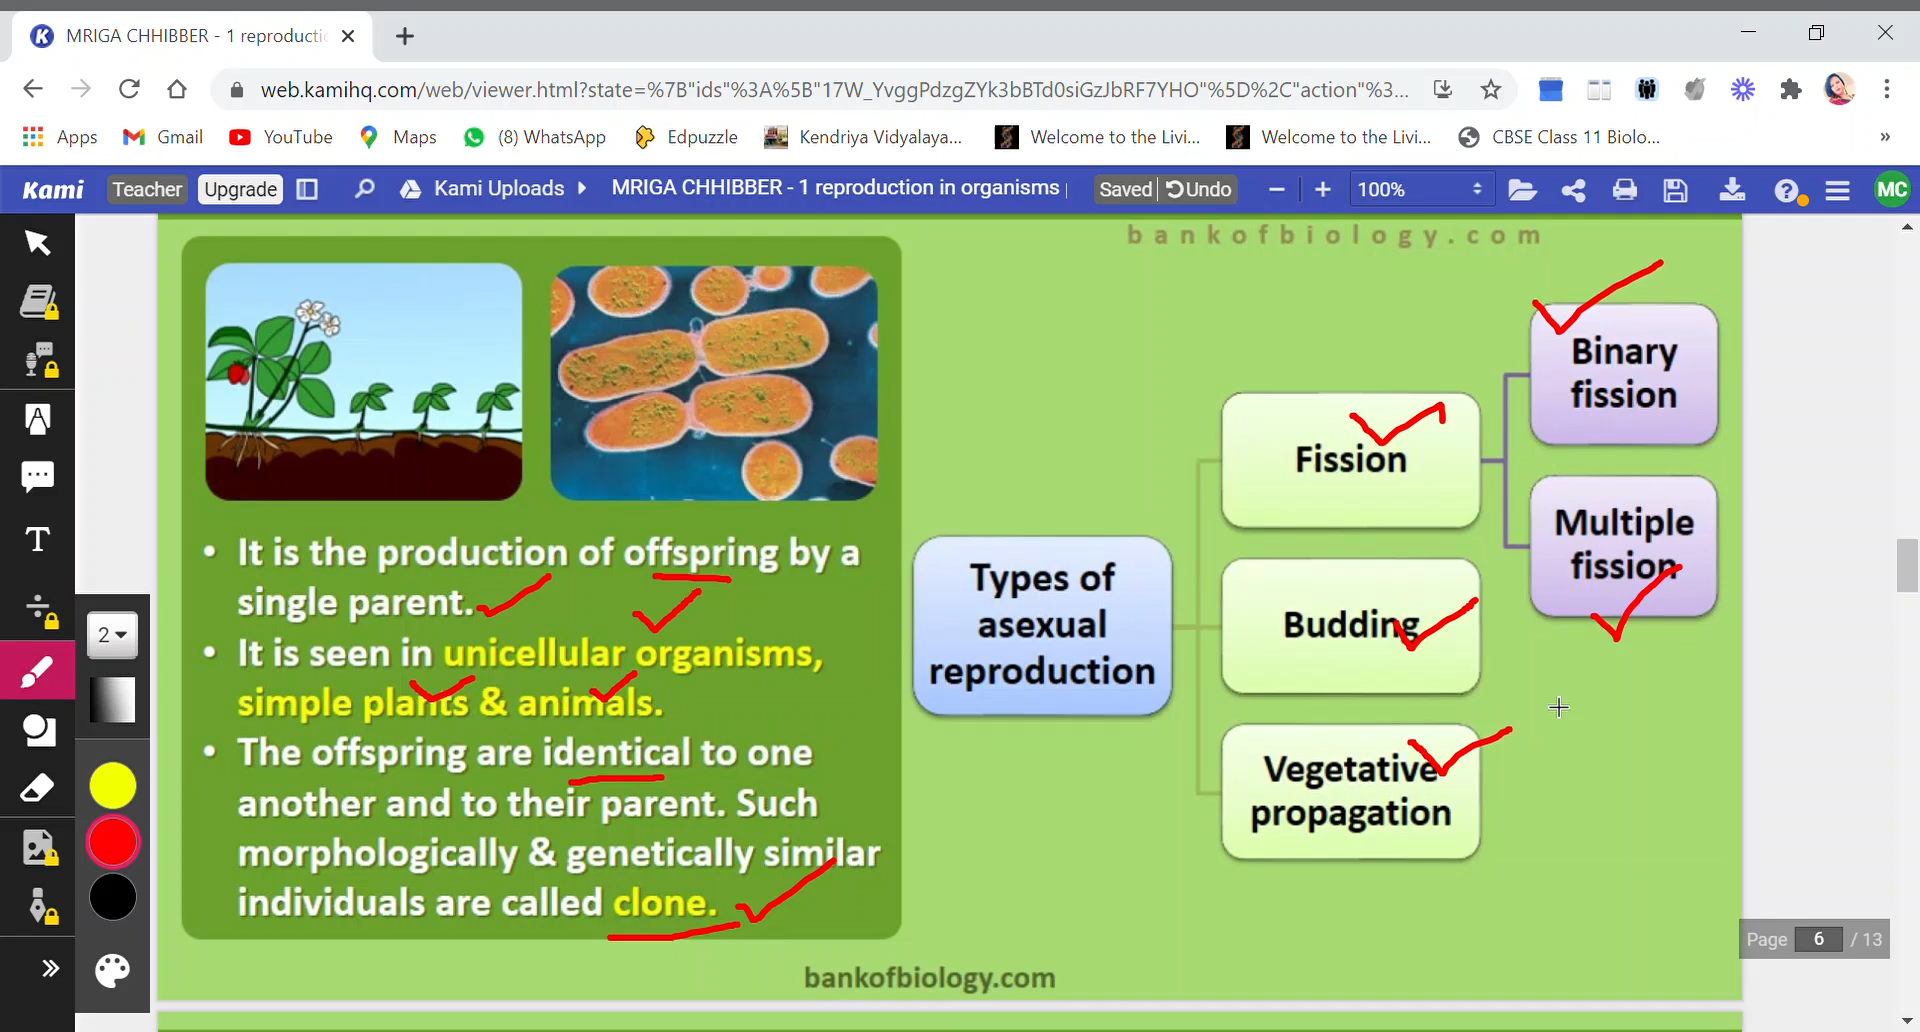 MRIGA CHHIBBER - 1 reproducti
web.kamihq.com/web/viewer.html?state=%7B"ids"%3A%5B"17W_YvggPdzgZYk3bBTd0siGzJbRF7YHO"%5D%2C"action"%3...
Apps Gmail YouTube Maps (8) WhatsApp Edpuzzle Kendriya Vidyalaya... Welcome to the Livi... Welcome to the Livi... CBSE Class 11 Biolo... »
Kami Teacher Upgrade Kami Uploads MRIGA CHHIBBER - 1 reproduction in organisms Saved Undo − + 100% MC
bankofbiology.com
• It is the production of offspring by a
single parent.
• It is seen in unicellular organisms,
simple plants & animals.
• The offspring are identical to one
another and to their parent. Such
morphologically & genetically similar
individuals are called clone.
Types of
asexual
reproduction
Fission
Binary
fission
Multiple
fission
Budding
Vegetative
propagation
bankofbiology.com
2
Page 6 / 13